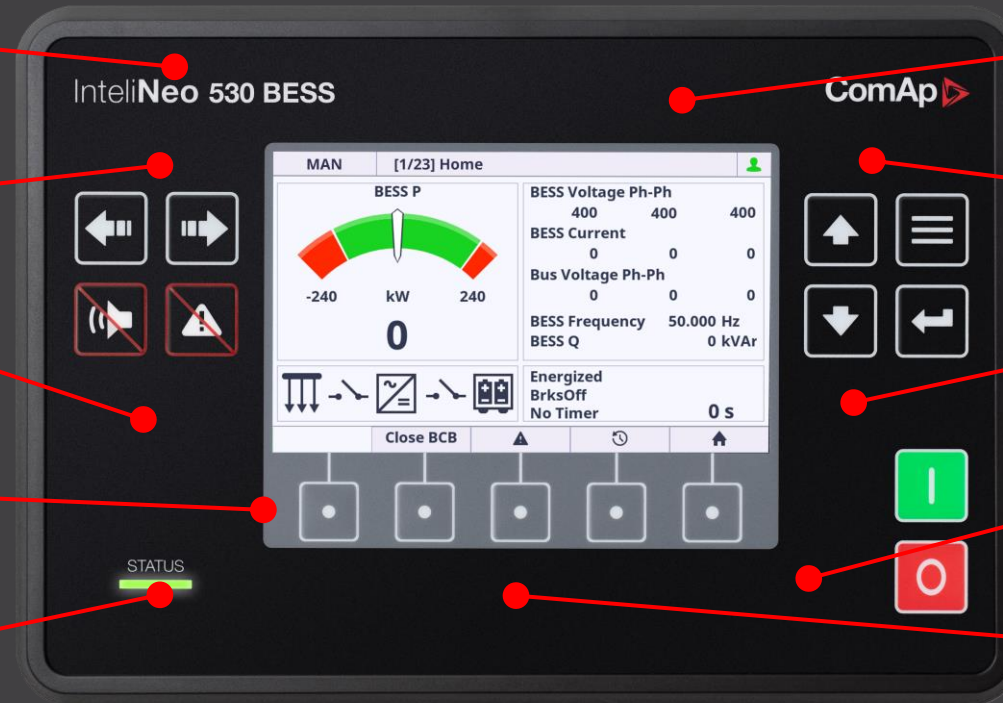 InteliNeo 530 BESS
ComAp
MAN [1/23] Home
BESS P
-240 kW 240
0
BESS Voltage Ph-Ph
400 400 400
BESS Current
0 0 0
Bus Voltage Ph-Ph
0 0 0
BESS Frequency 50.000 Hz
BESS Q 0 kVAr
Energized
BrksOff
No Timer 0 s
Close BCB
STATUS